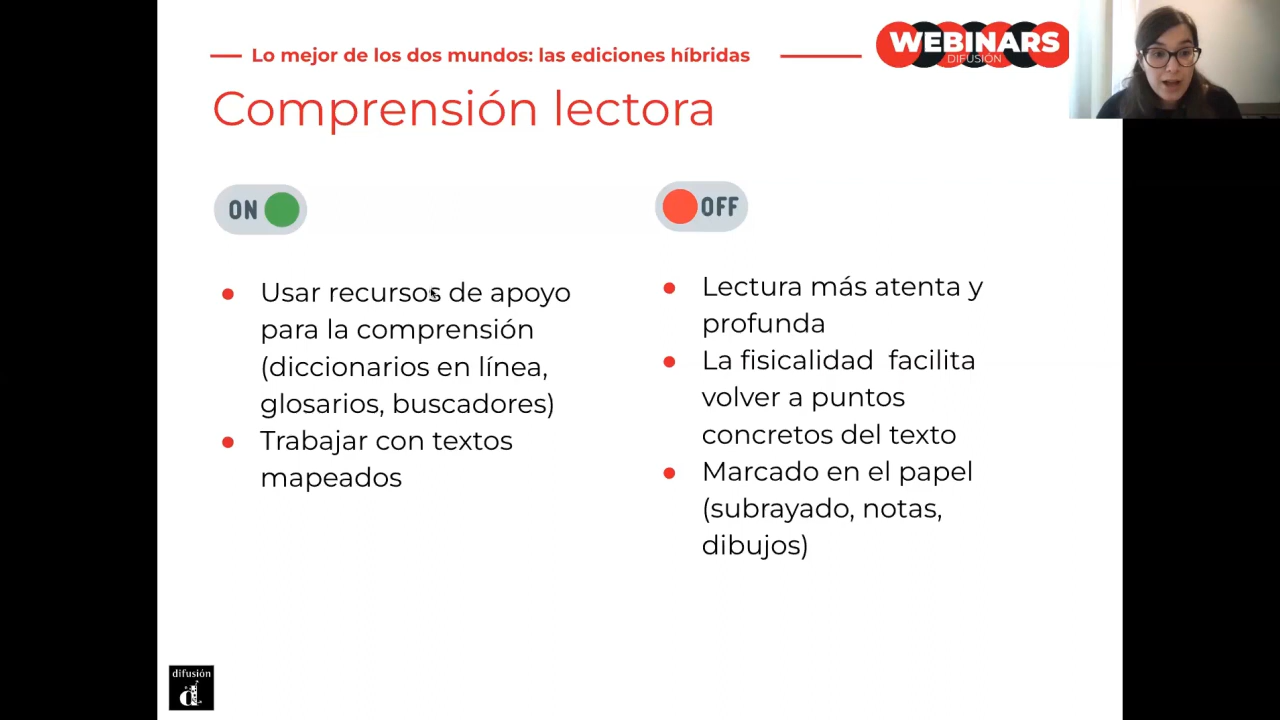 Lo mejor de los dos mundos: las ediciones híbridas
WEBINARS
DIFUSIÓN
Comprensión lectora
ON
Usar recursos de apoyo
para la comprensión
(diccionarios en línea,
glosarios, buscadores)
Trabajar con textos
mapeados
OFF
Lectura más atenta y
profunda
La fisicalidad facilita
volver a puntos
concretos del texto
Marcado en el papel
(subrayado, notas,
dibujos)
difusión
d